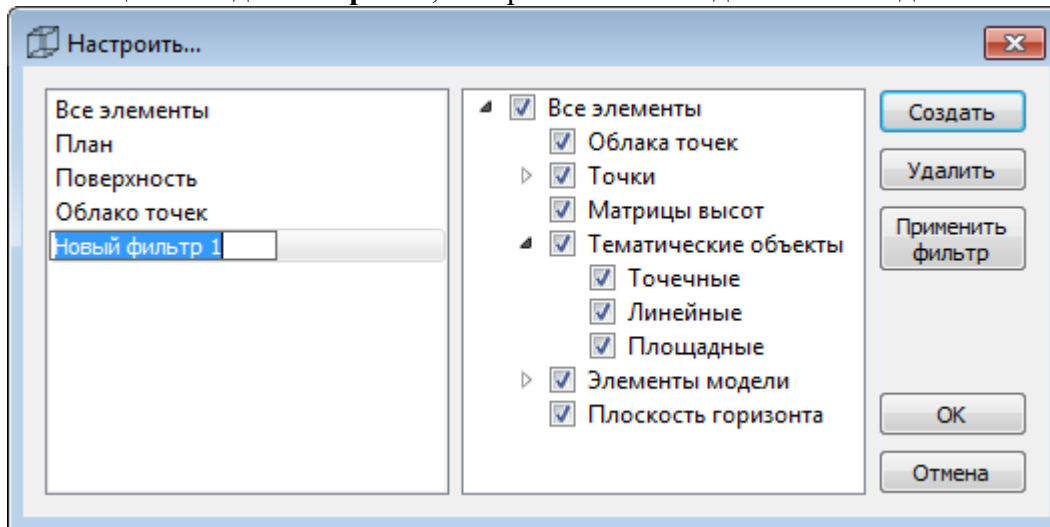 Настроить...
Все элементы
План
Поверхность
Облако точек
Новый фильтр 1
Все элементы
Облака точек
Точки
Матрицы высот
Тематические объекты
Точечные
Линейные
Площадные
Элементы модели
Плоскость горизонта
Создать
Удалить
Применить
фильтр
OK
Отмена